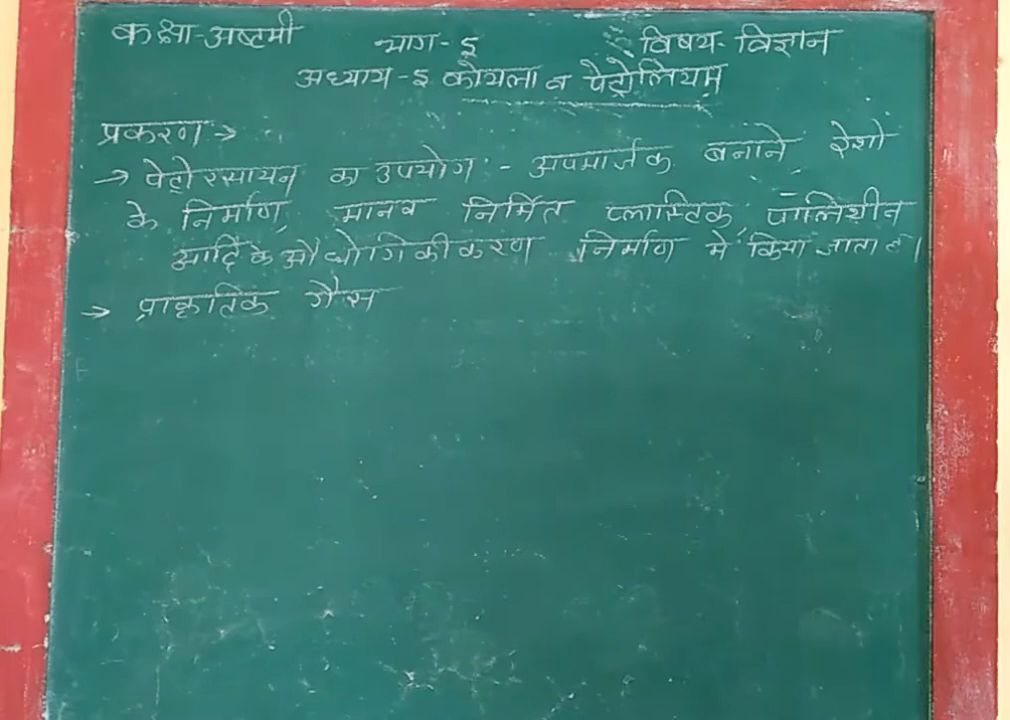 कक्षा-अष्टमी भाग-5 विषय-विज्ञान
अध्याय-5 कोयला व पेट्रोलियम
प्रकरण →
→ पेट्रो रसायन का उपयोग :- अपमार्जक बनाने रेशों
के निर्माण, मानव निर्मित प्लास्टिक, पॉलिथीन
आदि के औद्योगिकीकरण निर्माण में किया जाता है।
→ प्राकृतिक गैस